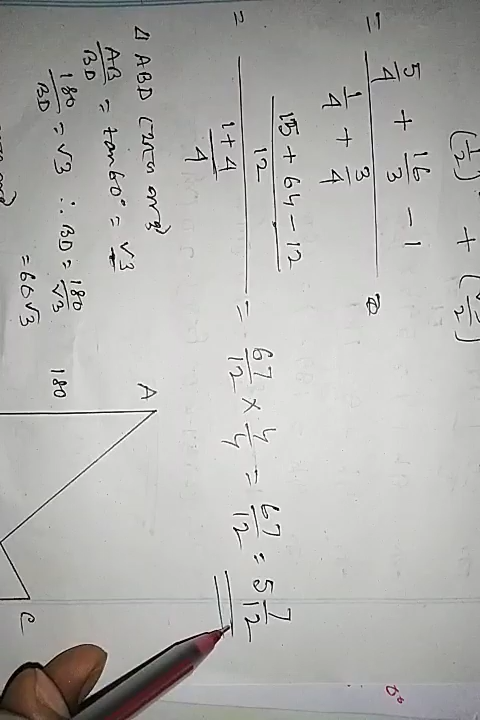 (1/2)² + (√3/2)
= (5/4 + 16/3 - 1) / (1/4 + 3/4)
= ((15 + 64 - 12)/12) / ((1+4)/4) = 67/12 × 4/4 = 67/12 = 5 7/12
Δ ABD
AB/BD = tan 60° = √3
180/BD = √3 ∴ BD = 180/√3
= 60√3
A
180
C